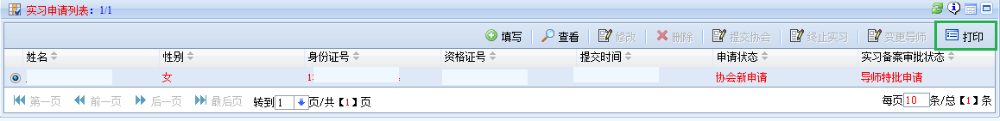 实习申请列表：1/1
填写 查看 修改 删除 提交协会 终止实习 变更导师 打印
姓名 性别 身份证号 资格证号 提交时间 申请状态 实习备案审批状态
女 1 协会新申请 导师特批申请
第一页 前一页 后一页 最后页 转到 1 页/共【1】页 每页 10 条/总【1】条